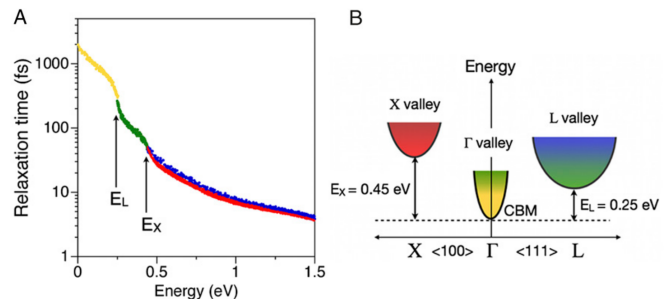 A
Relaxation time (fs)
1000
100
10
1
E_L
E_X
0
0.5
1
1.5
Energy (eV)
B
Energy
X valley
Γ valley
L valley
E_X = 0.45 eV
CBM
E_L = 0.25 eV
X <100> Γ <111> L